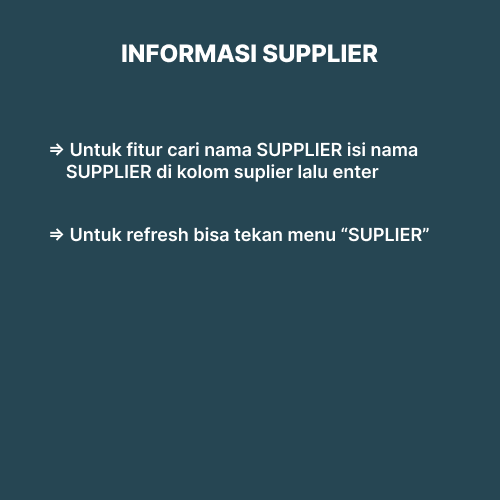 INFORMASI SUPPLIER
⇒ Untuk fitur cari nama SUPPLIER isi nama
SUPPLIER di kolom suplier lalu enter
⇒ Untuk refresh bisa tekan menu “SUPLIER”